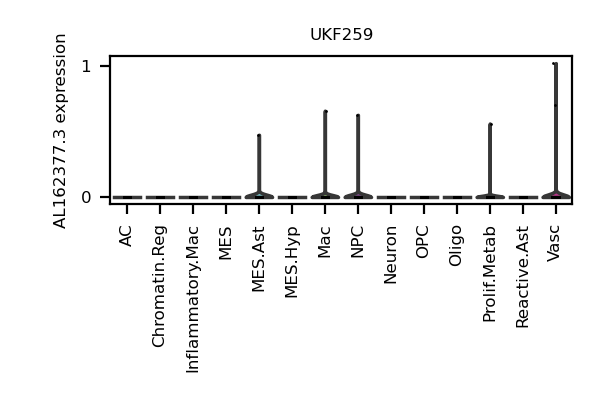 UKF259
AL162377.3 expression
1
0
AC
Chromatin.Reg
Inflammatory.Mac
MES
MES.Ast
MES.Hyp
Mac
NPC
Neuron
OPC
Oligo
Prolif.Metab
Reactive.Ast
Vasc